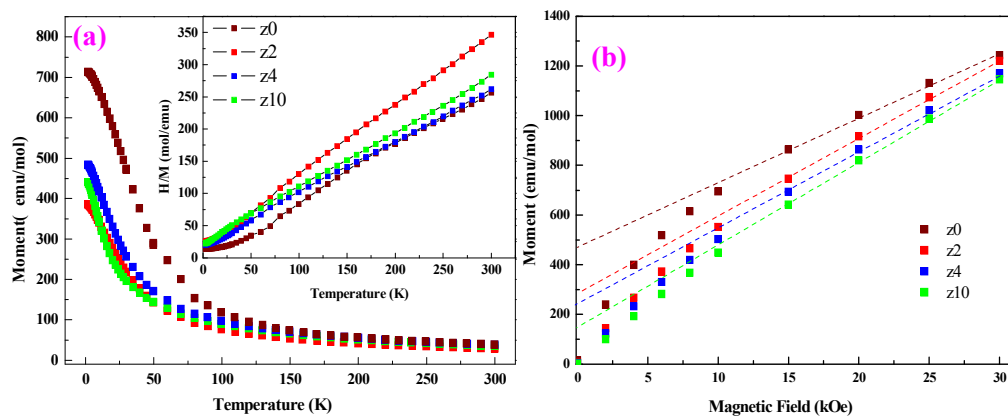 (a)
800
700
600
500
400
300
200
100
0
Moment( emu/mol)
0 50 100 150 200 250 300
Temperature (K)
z0
z2
z4
z10
350
300
250
200
150
100
50
0
H/M (mol/emu)
0 50 100 150 200 250 300
Temperature (K)
(b)
1400
1200
1000
800
600
400
200
0
Moment (emu/mol)
z0
z2
z4
z10
0 5 10 15 20 25 30
Magnetic Field (kOe)